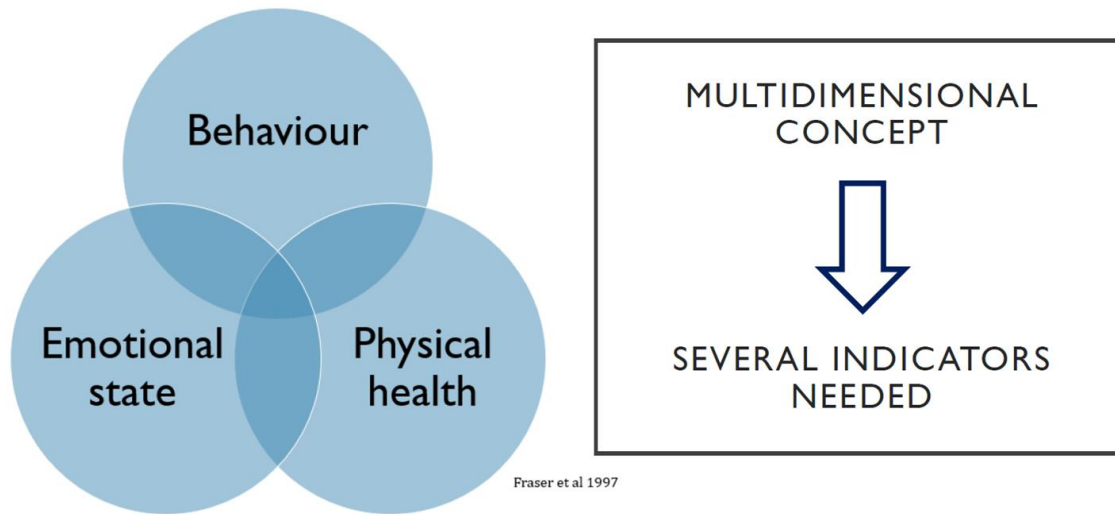 Behaviour
Emotional
state
Physical
health
Fraser et al 1997
MULTIDIMENSIONAL
CONCEPT
SEVERAL INDICATORS
NEEDED